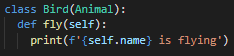 class Bird(Animal):
  def fly(self):
    print(f'{self.name} is flying')